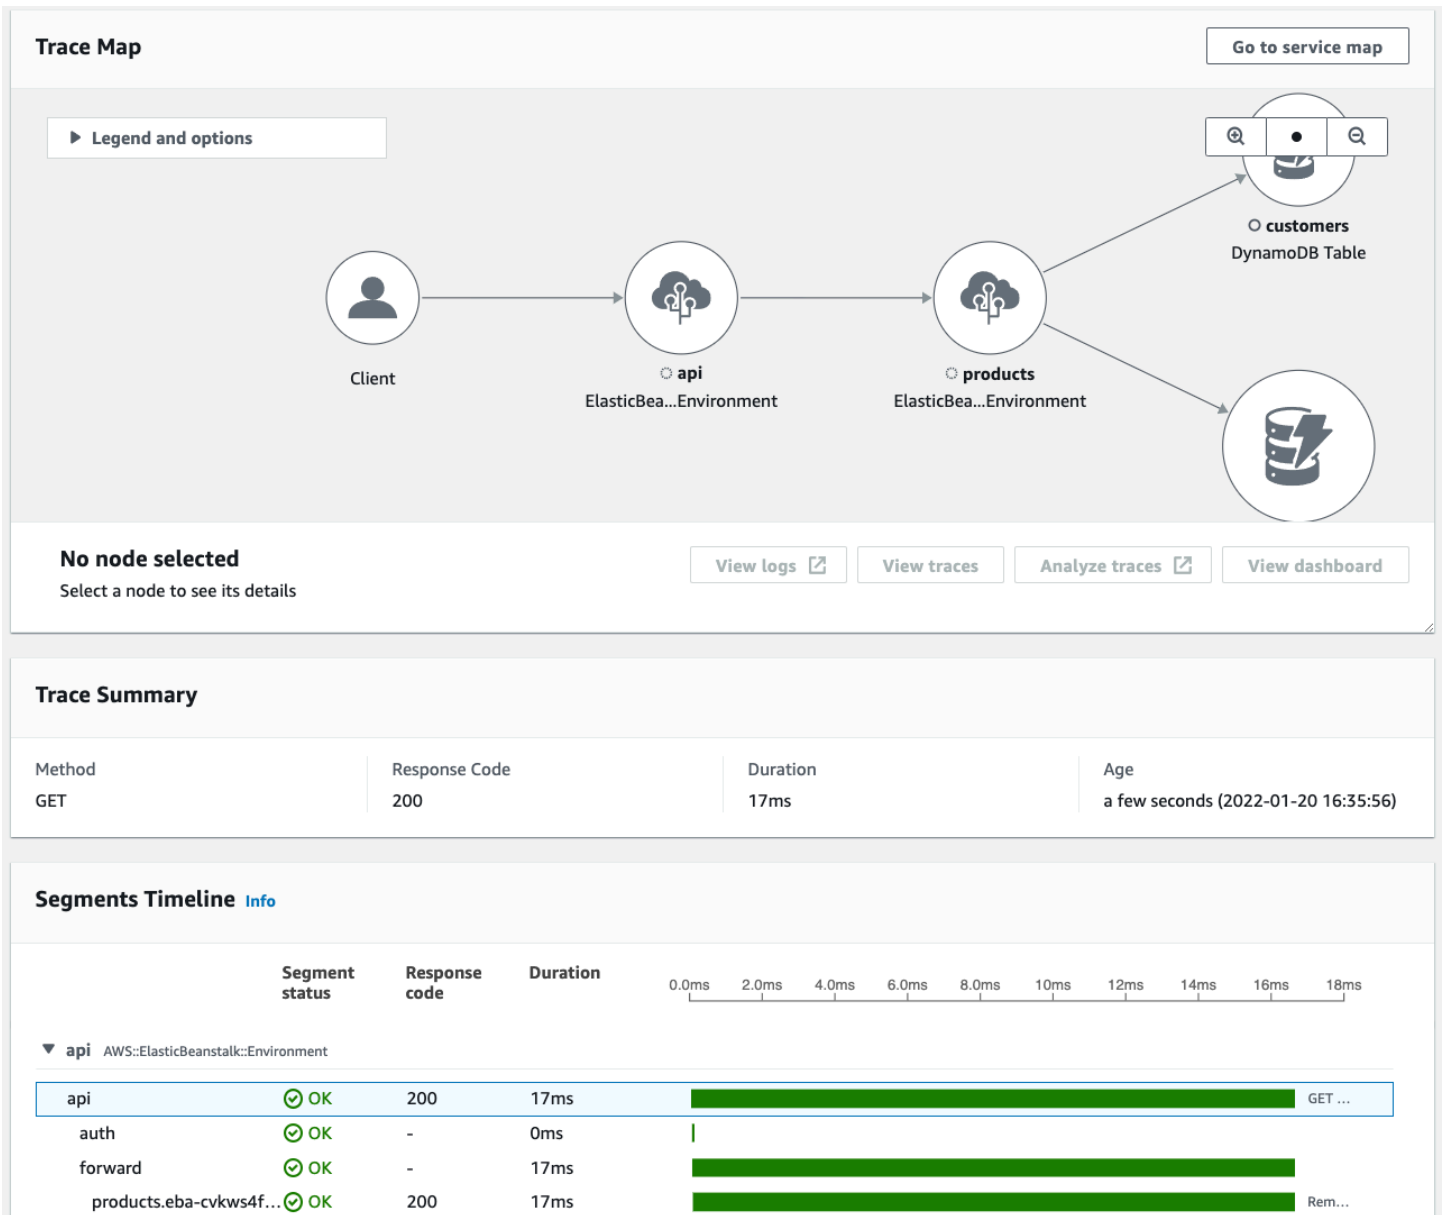 Trace Map
Go to service map
Legend and options
customers
DynamoDB Table
Client
api
ElasticBea...Environment
products
ElasticBea...Environment
No node selected
Select a node to see its details
View logs
View traces
Analyze traces
View dashboard
Trace Summary
Method
GET
Response Code
200
Duration
17ms
Age
a few seconds (2022-01-20 16:35:56)
Segments Timeline Info
Segment status
Response code
Duration
0.0ms 2.0ms 4.0ms 6.0ms 8.0ms 10ms 12ms 14ms 16ms 18ms
api AWS::ElasticBeanstalk::Environment
api OK 200 17ms GET ...
auth OK - 0ms
forward OK - 17ms
products.eba-cvkws4f... OK 200 17ms Rem...